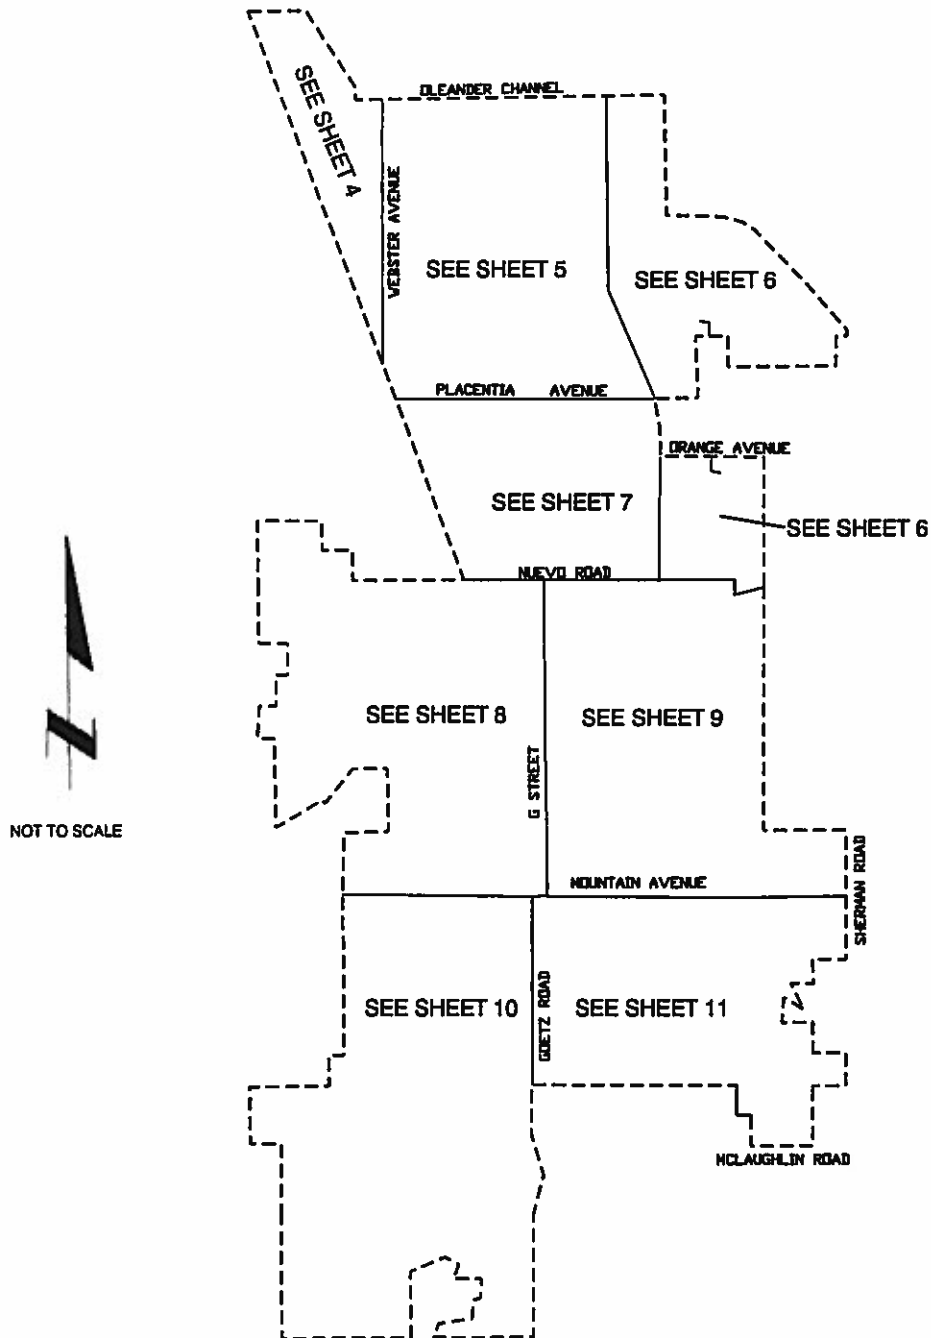 SEE SHEET 4
OLEANDER CHANNEL
WEBSTER AVENUE
SEE SHEET 5
SEE SHEET 6
PLACENTIA AVENUE
ORANGE AVENUE
SEE SHEET 7
SEE SHEET 6
NUEVO ROAD
SEE SHEET 8
SEE SHEET 9
G STREET
NOT TO SCALE
MOUNTAIN AVENUE
SHERMAN ROAD
SEE SHEET 10
GOETZ ROAD
SEE SHEET 11
MCLAUGHLIN ROAD